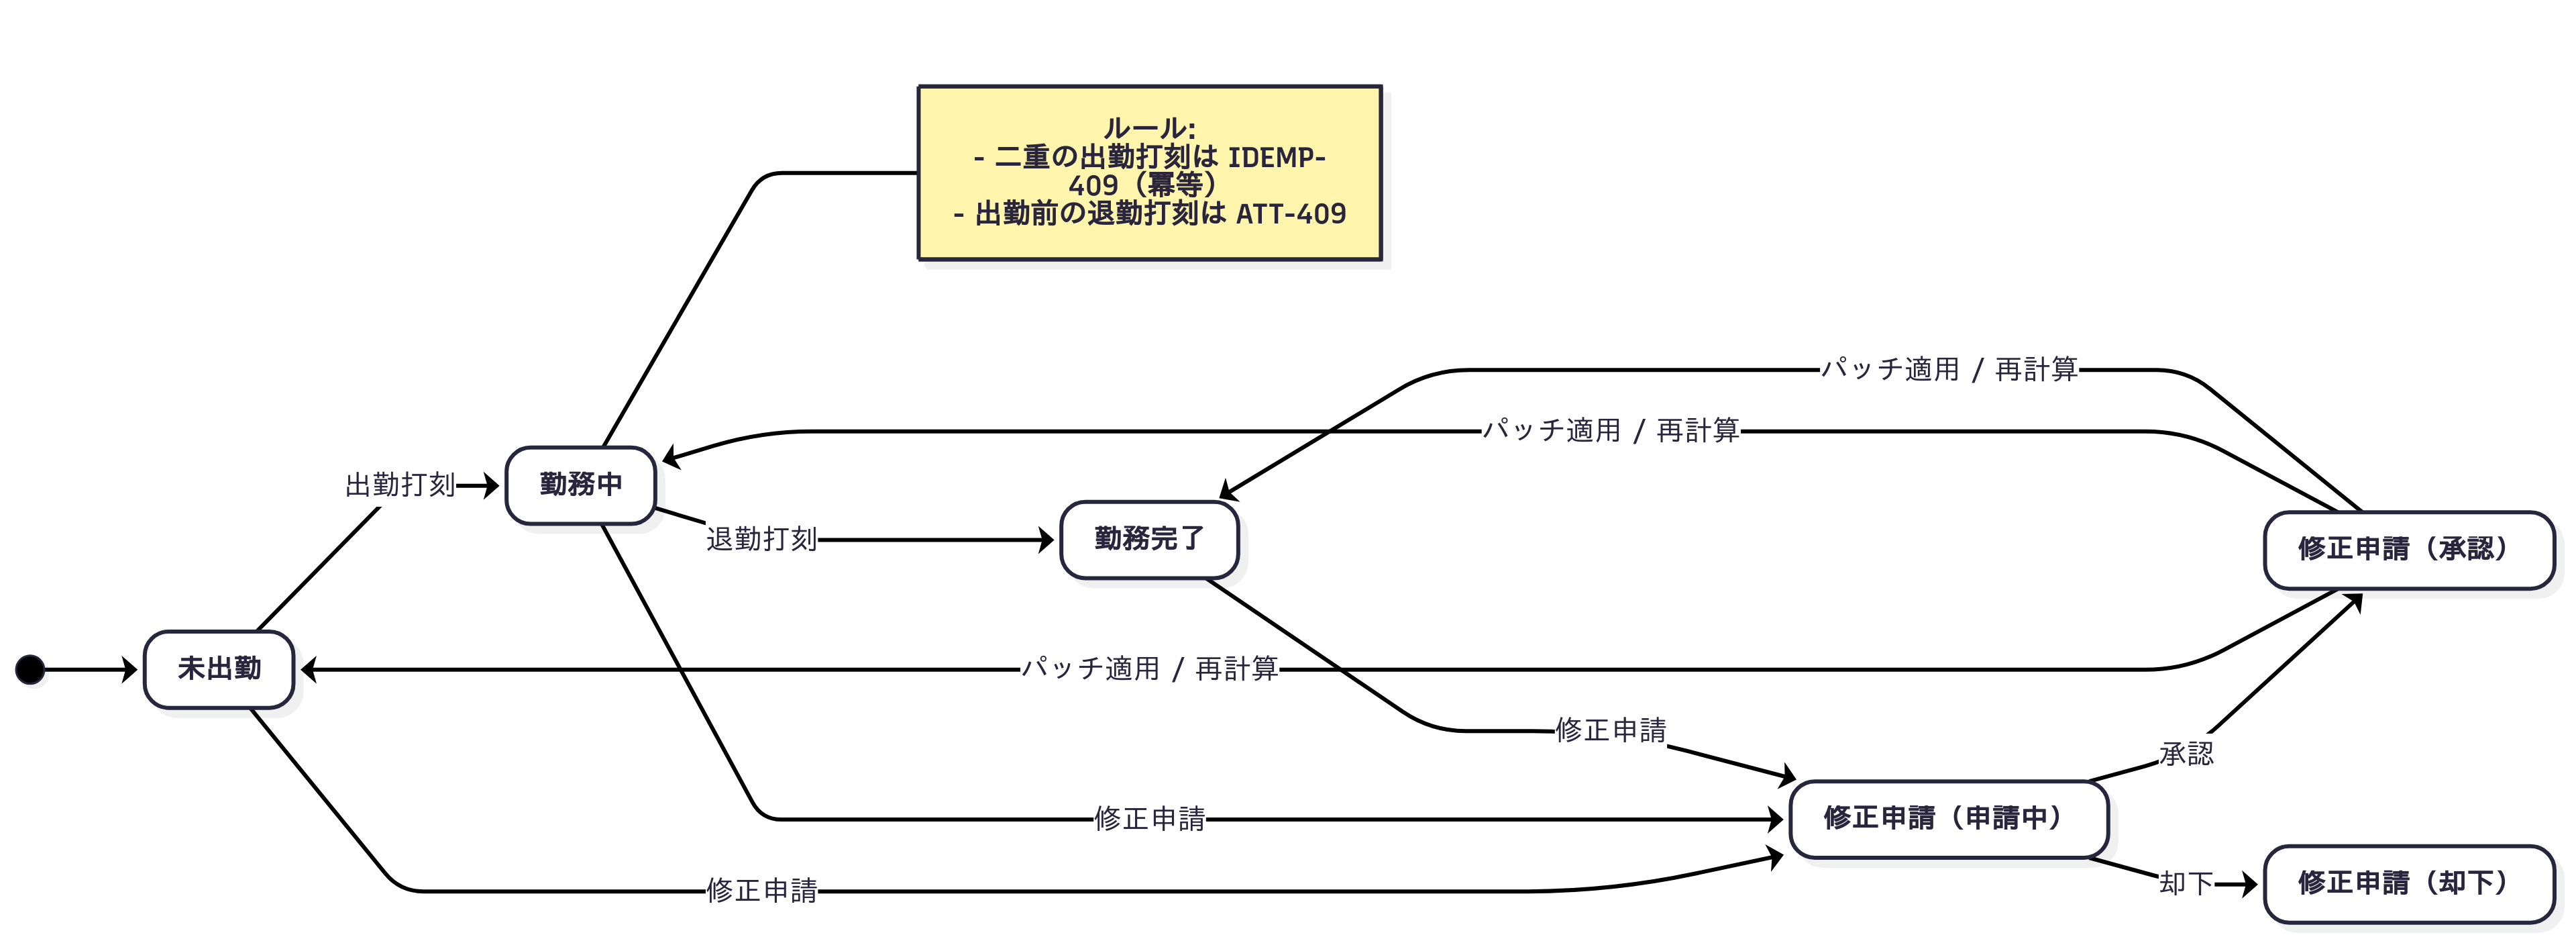 ルール:
- 二重の出勤打刻は IDEMP-
409（冪等）
- 出勤前の退勤打刻は ATT-409
パッチ適用 / 再計算
パッチ適用 / 再計算
出勤打刻
勤務中
退勤打刻
勤務完了
修正申請（承認）
未出勤
パッチ適用 / 再計算
修正申請
承認
修正申請
修正申請（申請中）
修正申請
却下
修正申請（却下）